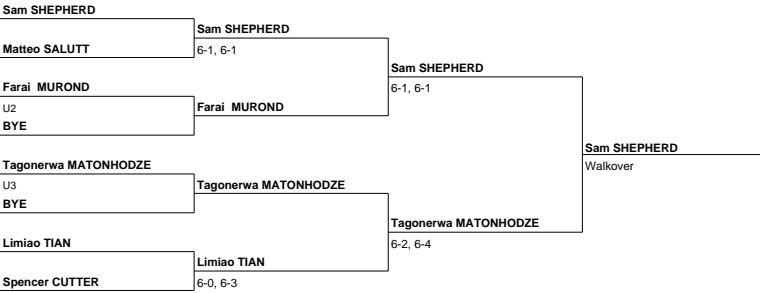 Sam SHEPHERD
Sam SHEPHERD
Matteo SALUTT
6-1, 6-1
Sam SHEPHERD
Farai MUROND
6-1, 6-1
U2
Farai MUROND
BYE
Sam SHEPHERD
Tagonerwa MATONHODZE
Walkover
U3
Tagonerwa MATONHODZE
BYE
Tagonerwa MATONHODZE
Limiao TIAN
6-2, 6-4
Limiao TIAN
Spencer CUTTER
6-0, 6-3